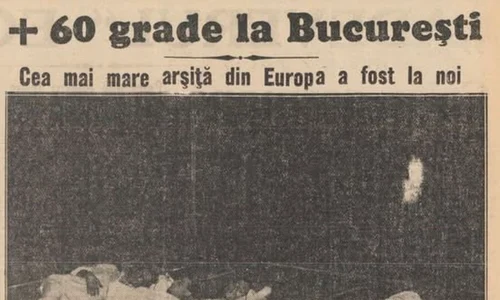 + 60 grade la București
Cea mai mare arșiță din Europa a fost la noi